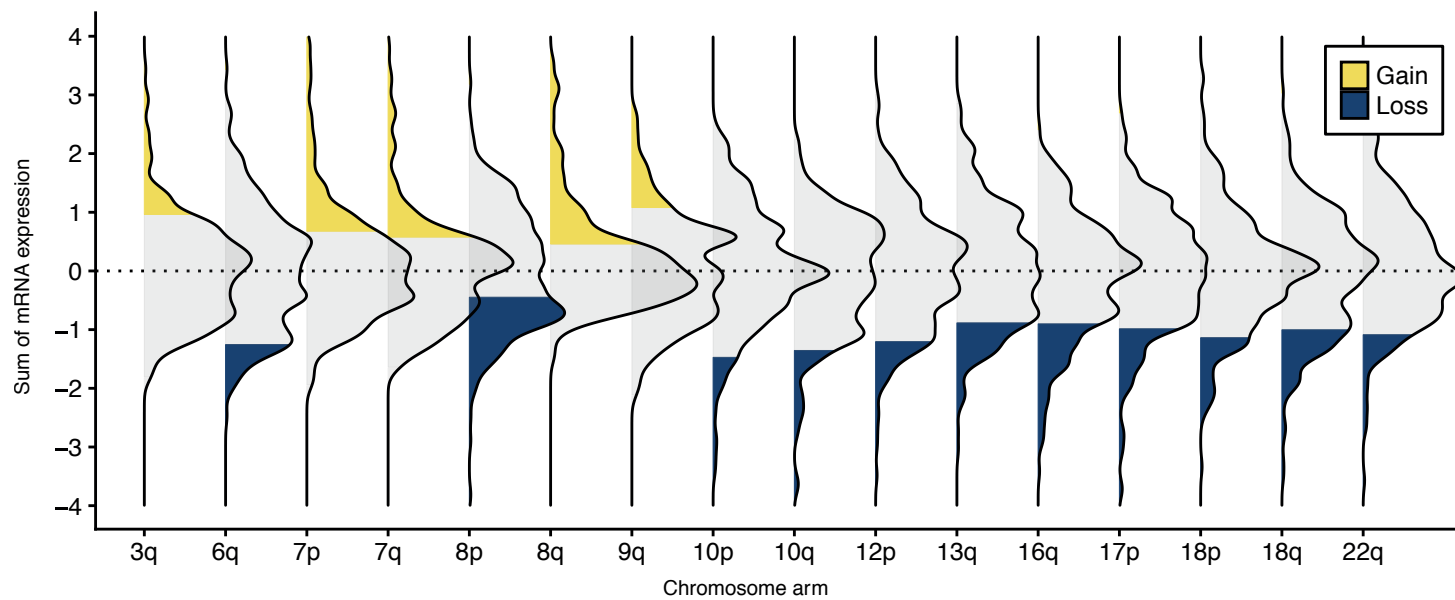 Sum of mRNA expression
4
3
2
1
0
−1
−2
−3
−4
Gain
Loss
3q 6q 7p 7q 8p 8q 9q 10p 10q 12p 13q 16q 17p 18p 18q 22q
Chromosome arm